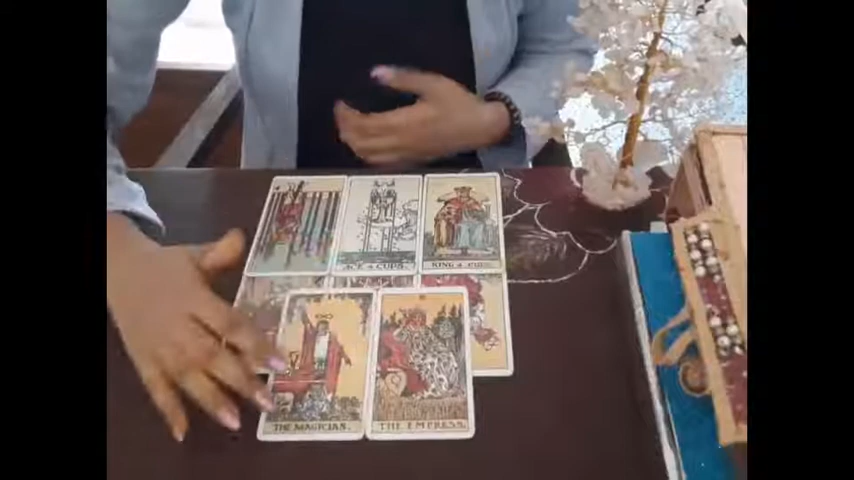 ACE of CUPS.
KING of CUPS.
THE MAGICIAN.
THE EMPRESS.